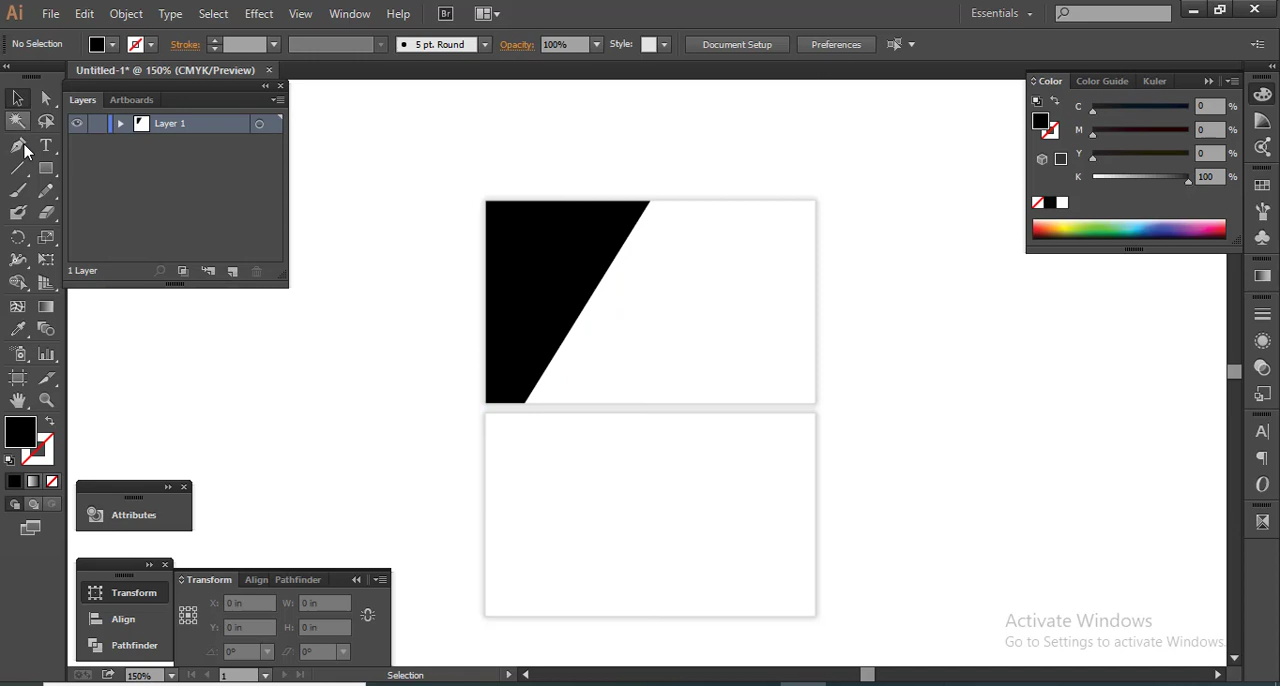 Ai File Edit Object Type Select Effect View Window Help Br Essentials
No Selection Stroke: 5 pt. Round Opacity: 100% Style: Document Setup Preferences
Untitled-1* @ 150% (CMYK/Preview)
Layers Artboards
Layer 1
1 Layer
Color Color Guide Kuler
C 0 %
M 0 %
Y 0 %
K 100 %
Attributes
Transform
Align
Pathfinder
Transform Align Pathfinder
X: 0 in W: 0 in
Y: 0 in H: 0 in
0° 0°
Activate Windows
Go to Settings to activate Windows.
150% 1 Selection